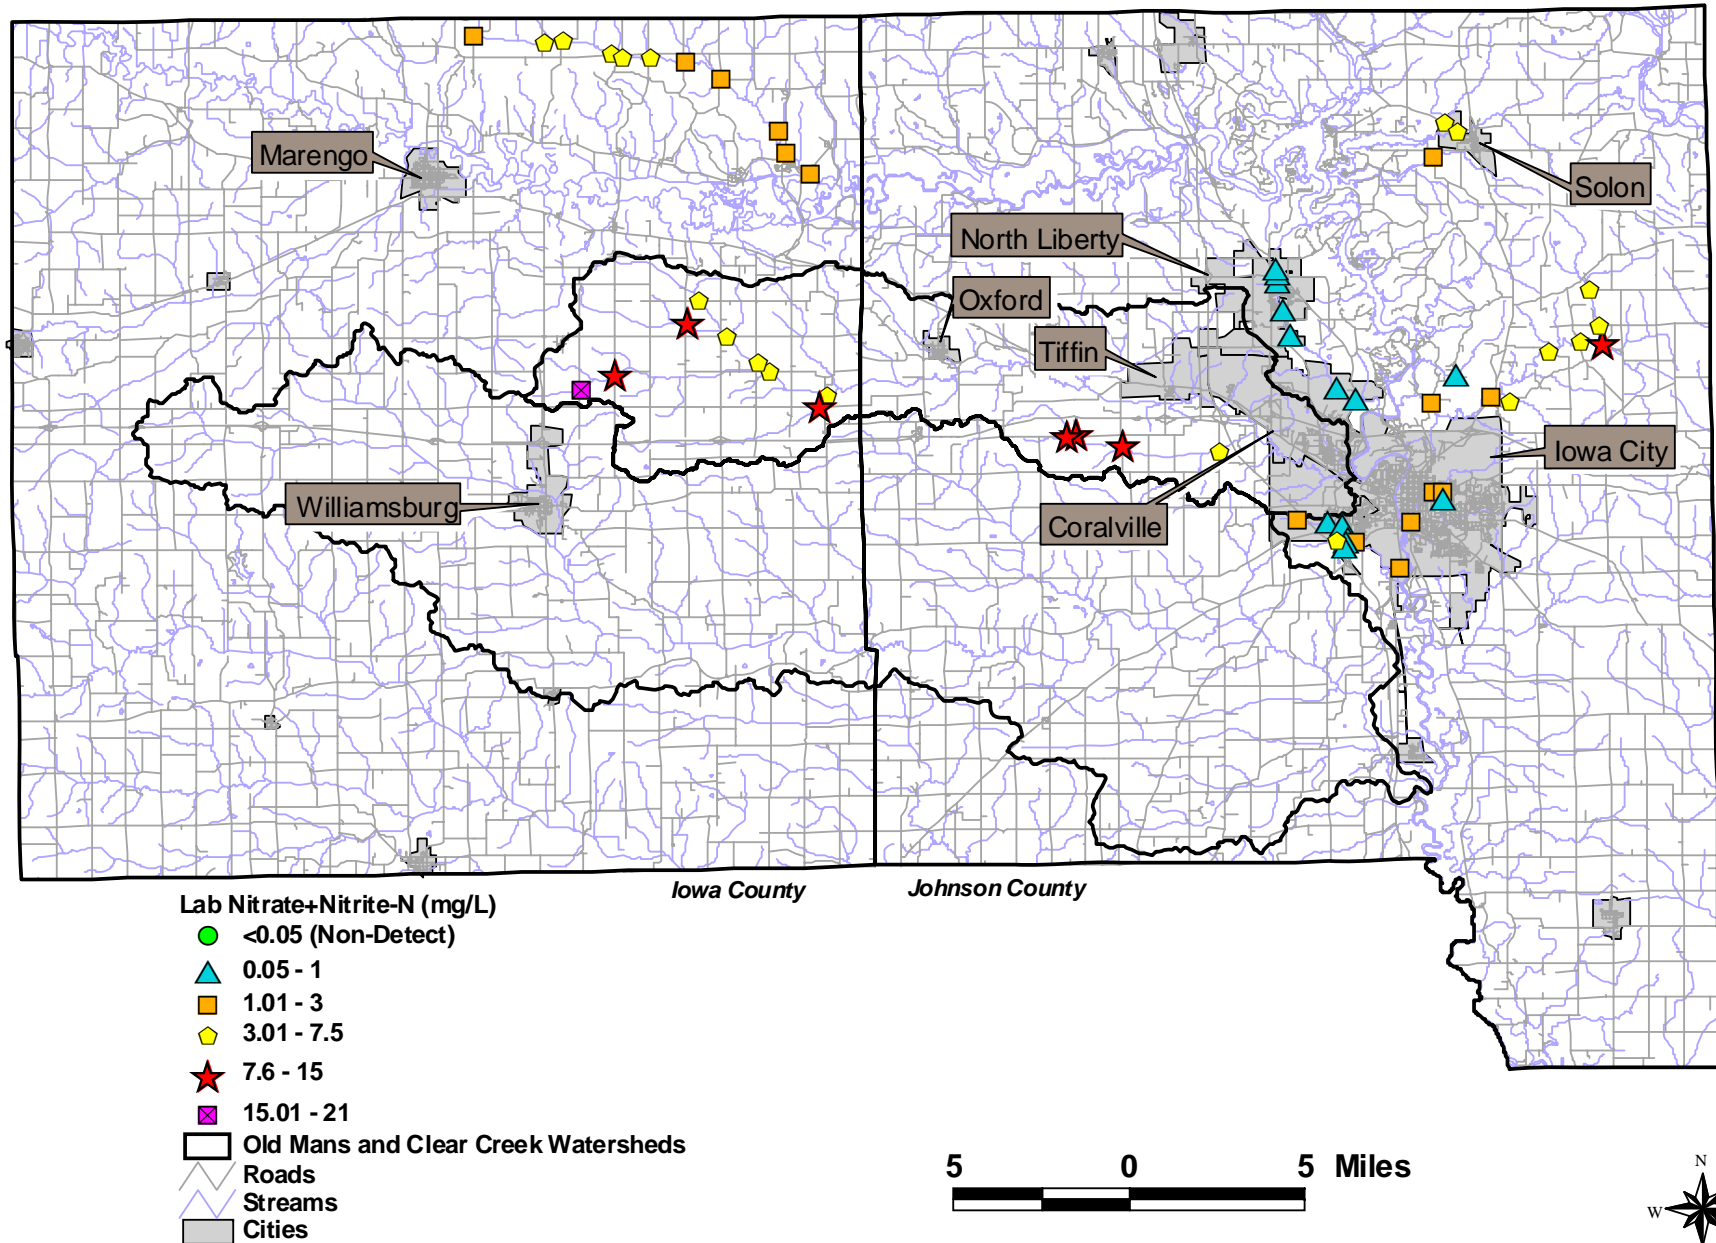 Marengo
Solon
North Liberty
Oxford
Tiffin
Iowa City
Williamsburg
Coralville
Iowa County
Johnson County
Lab Nitrate+Nitrite-N (mg/L)
<0.05 (Non-Detect)
0.05 - 1
1.01 - 3
3.01 - 7.5
7.6 - 15
15.01 - 21
Old Mans and Clear Creek Watersheds
Roads
Streams
Cities
5 0 5 Miles
N
W